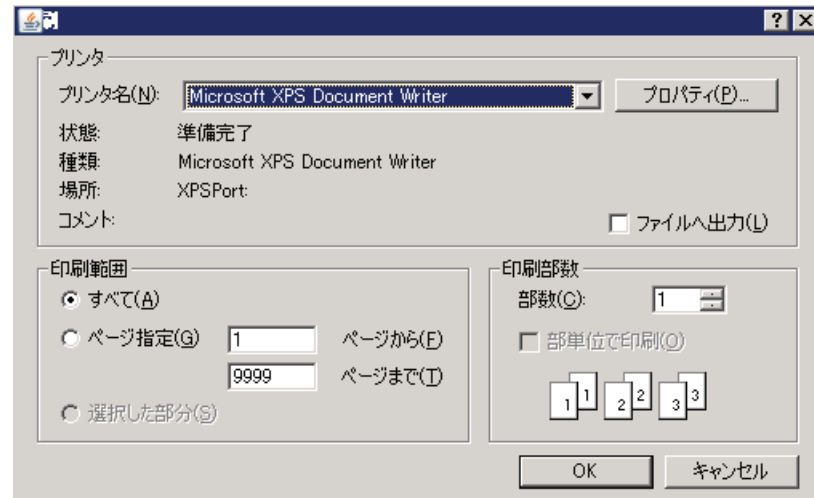 プリンタ
プリンタ名(N): Microsoft XPS Document Writer プロパティ(P)...
状態: 準備完了
種類: Microsoft XPS Document Writer
場所: XPSPort:
コメント: ファイルへ出力(L)
印刷範囲
すべて(A)
ページ指定(G) 1 ページから(F)
9999 ページまで(T)
選択した部分(S)
印刷部数
部数(C): 1
部単位で印刷(O)
1 1 2 2 3 3
OK キャンセル